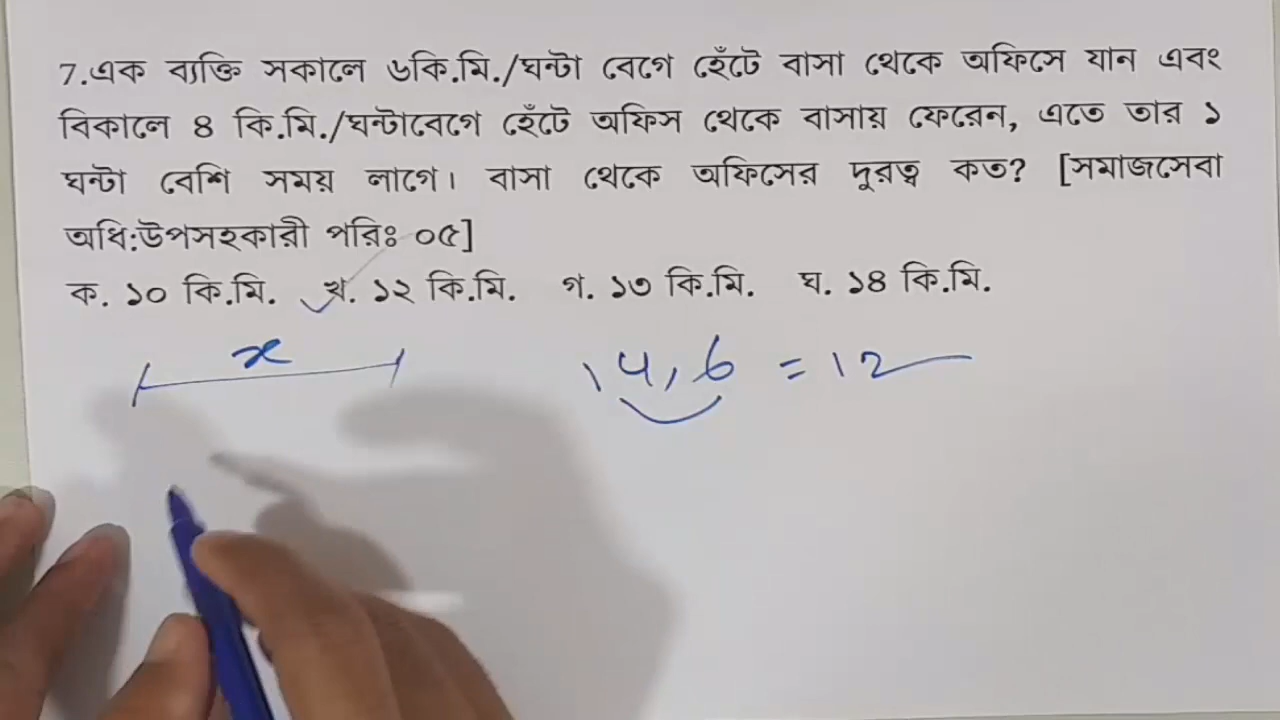 7.এক ব্যক্তি সকালে ৬কি.মি./ঘন্টা বেগে হেঁটে বাসা থেকে অফিসে যান এবং
বিকালে ৪ কি.মি./ঘন্টাবেগে হেঁটে অফিস থেকে বাসায় ফেরেন, এতে তার ১
ঘন্টা বেশি সময় লাগে। বাসা থেকে অফিসের দুরত্ব কত? [সমাজসেবা
অধি:উপসহকারী পরিঃ ০৫]
ক. ১০ কি.মি. খ. ১২ কি.মি. গ. ১৩ কি.মি. ঘ. ১৪ কি.মি.
x
4, 6 = 12